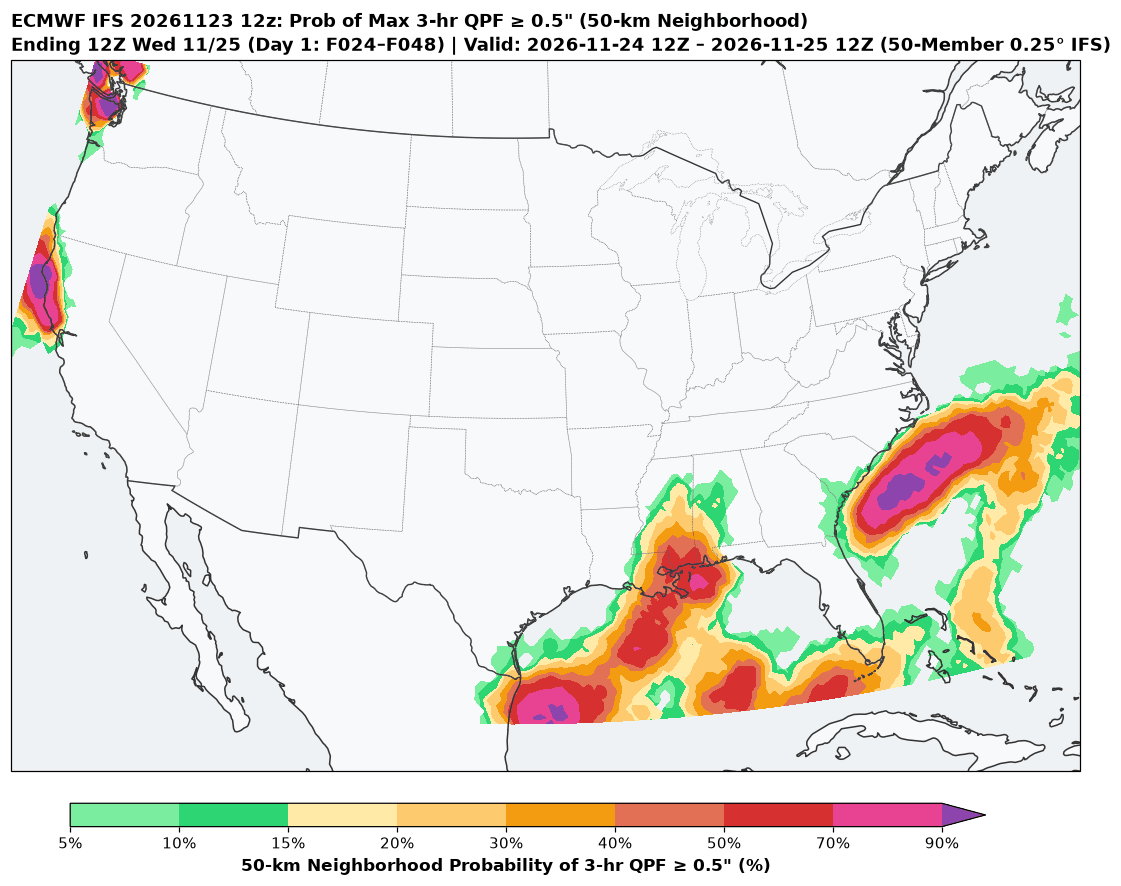 ECMWF IFS 20261123 12z: Prob of Max 3-hr QPF ≥ 0.5" (50-km Neighborhood)
Ending 12Z Wed 11/25 (Day 1: F024–F048) | Valid: 2026-11-24 12Z – 2026-11-25 12Z (50-Member 0.25° IFS)
5% 10% 15% 20% 30% 40% 50% 70% 90%
50-km Neighborhood Probability of 3-hr QPF ≥ 0.5" (%)